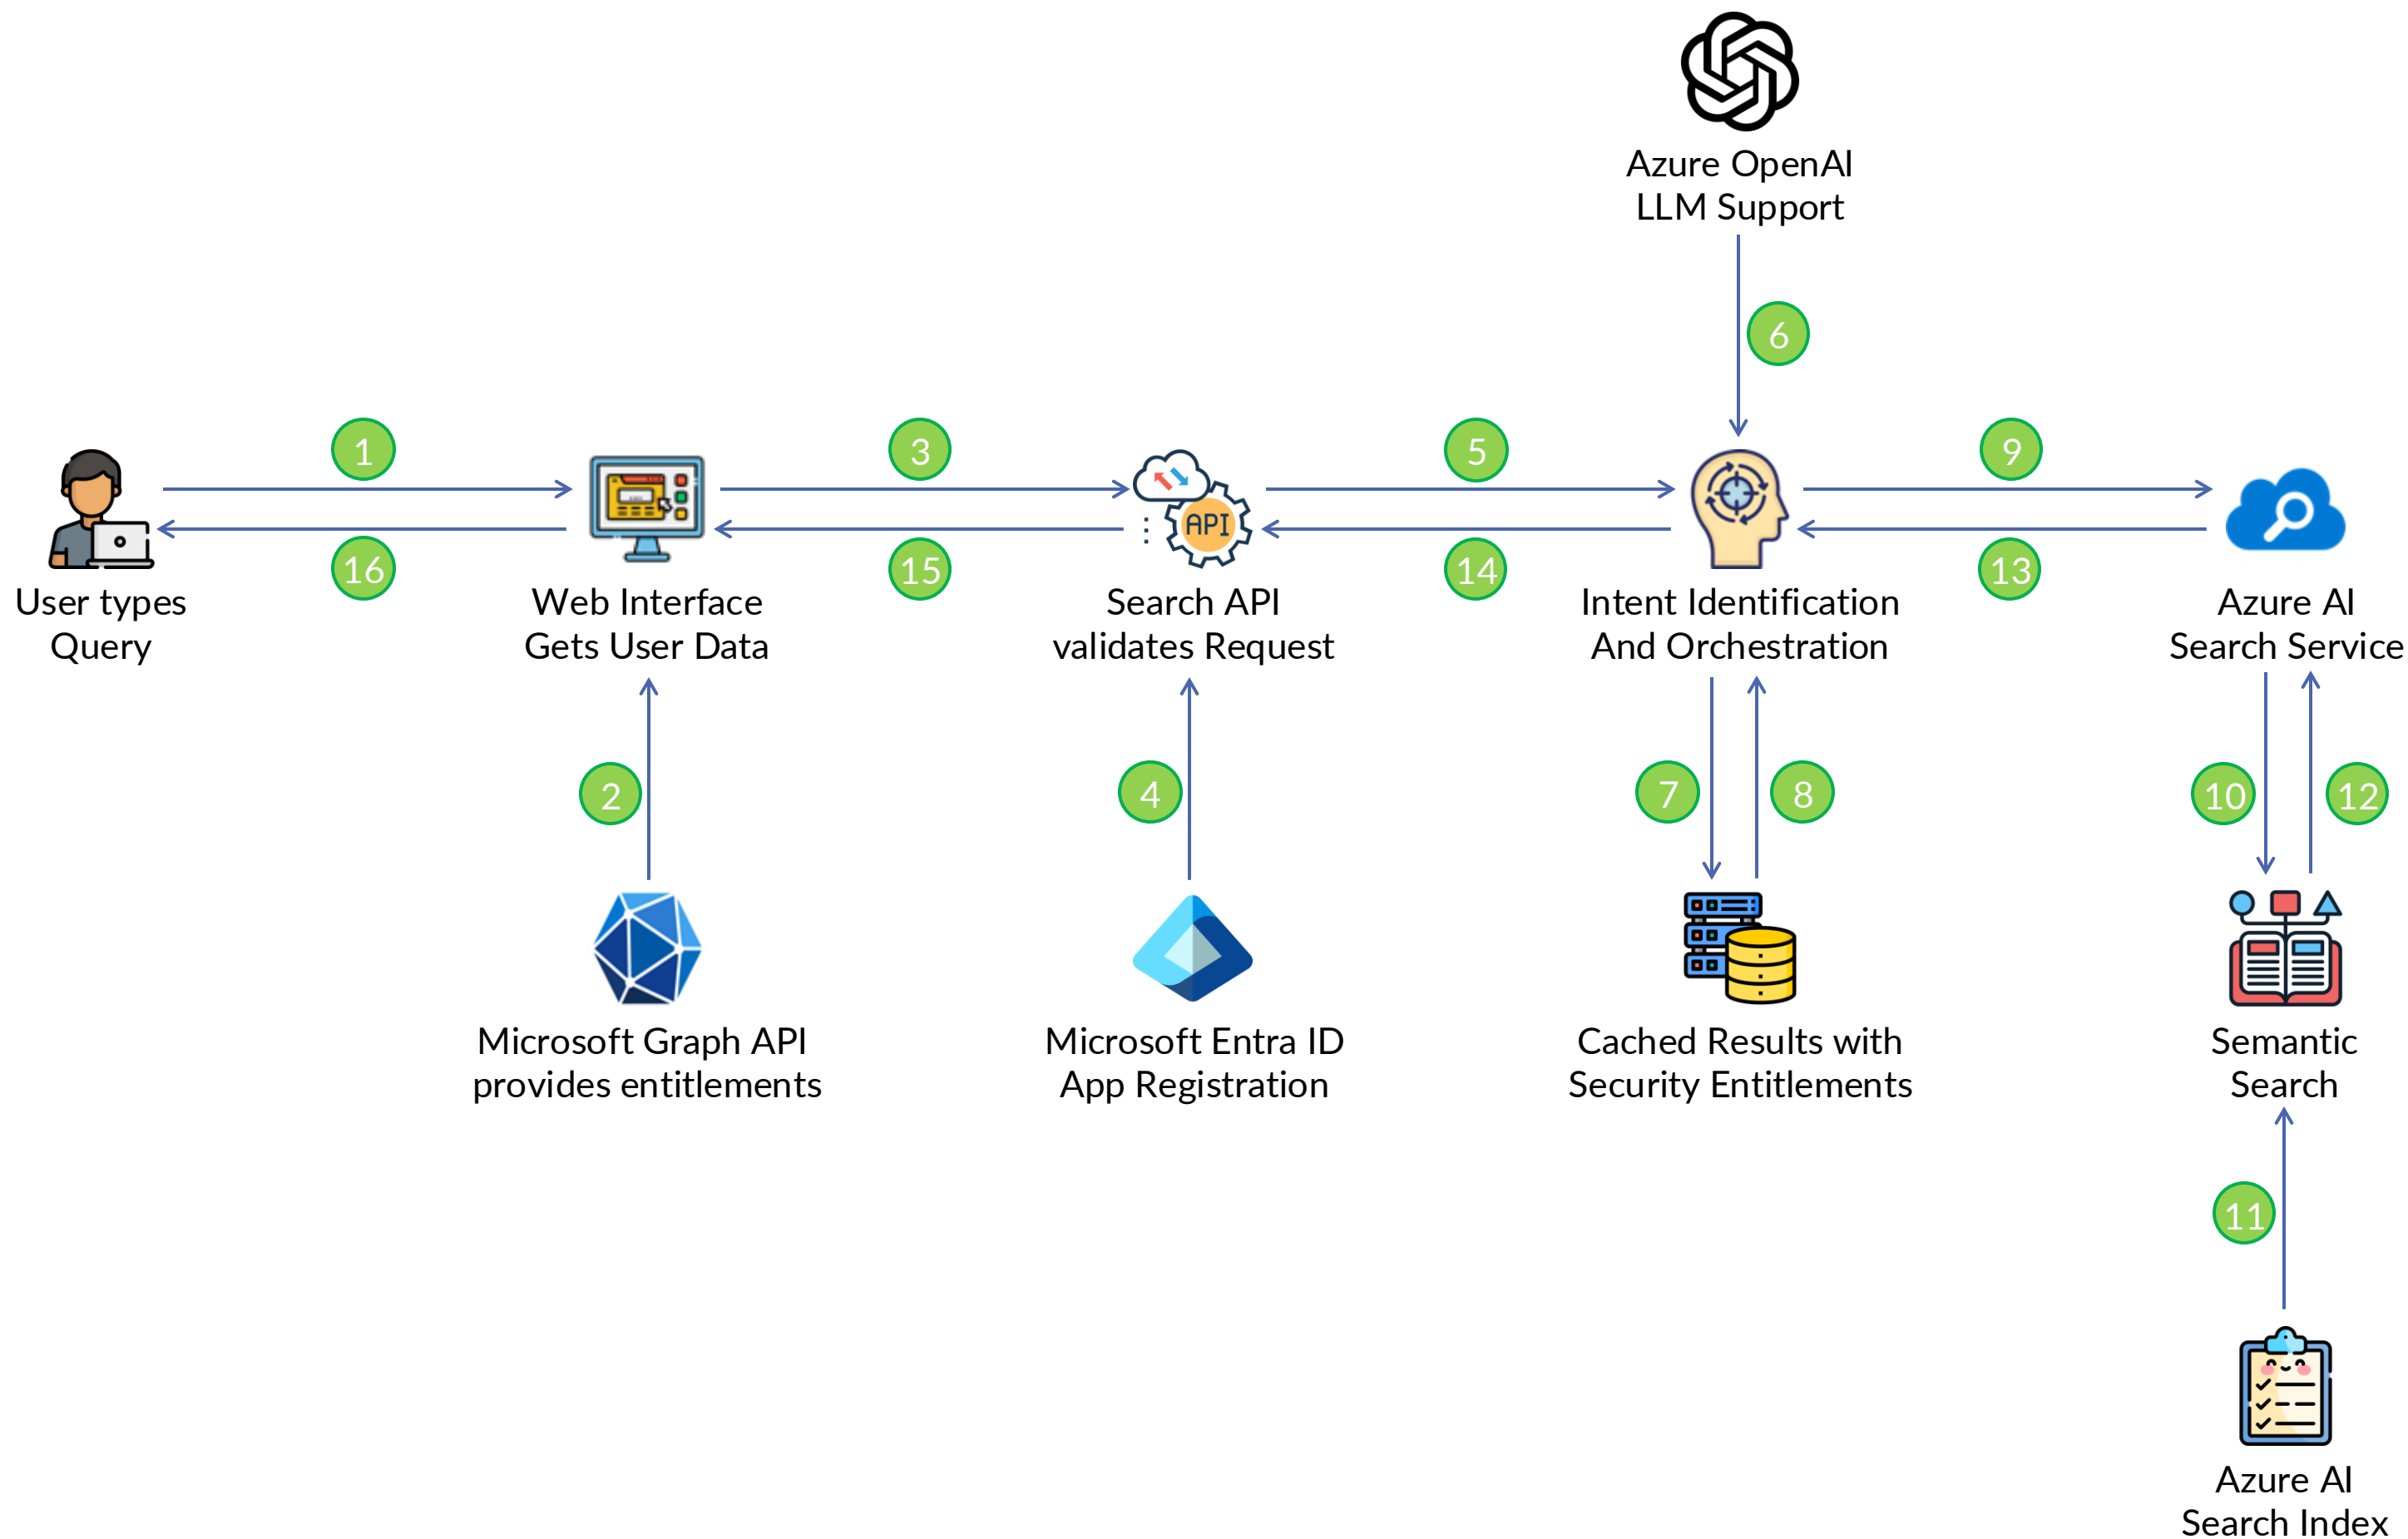 Azure OpenAI
LLM Support
6
1
3
5
9
API
16
15
14
13
User types
Query
Web Interface
Gets User Data
Search API
validates Request
Intent Identification
And Orchestration
Azure AI
Search Service
2
4
7
8
10
12
Microsoft Graph API
provides entitlements
Microsoft Entra ID
App Registration
Cached Results with
Security Entitlements
Semantic
Search
11
Azure AI
Search Index